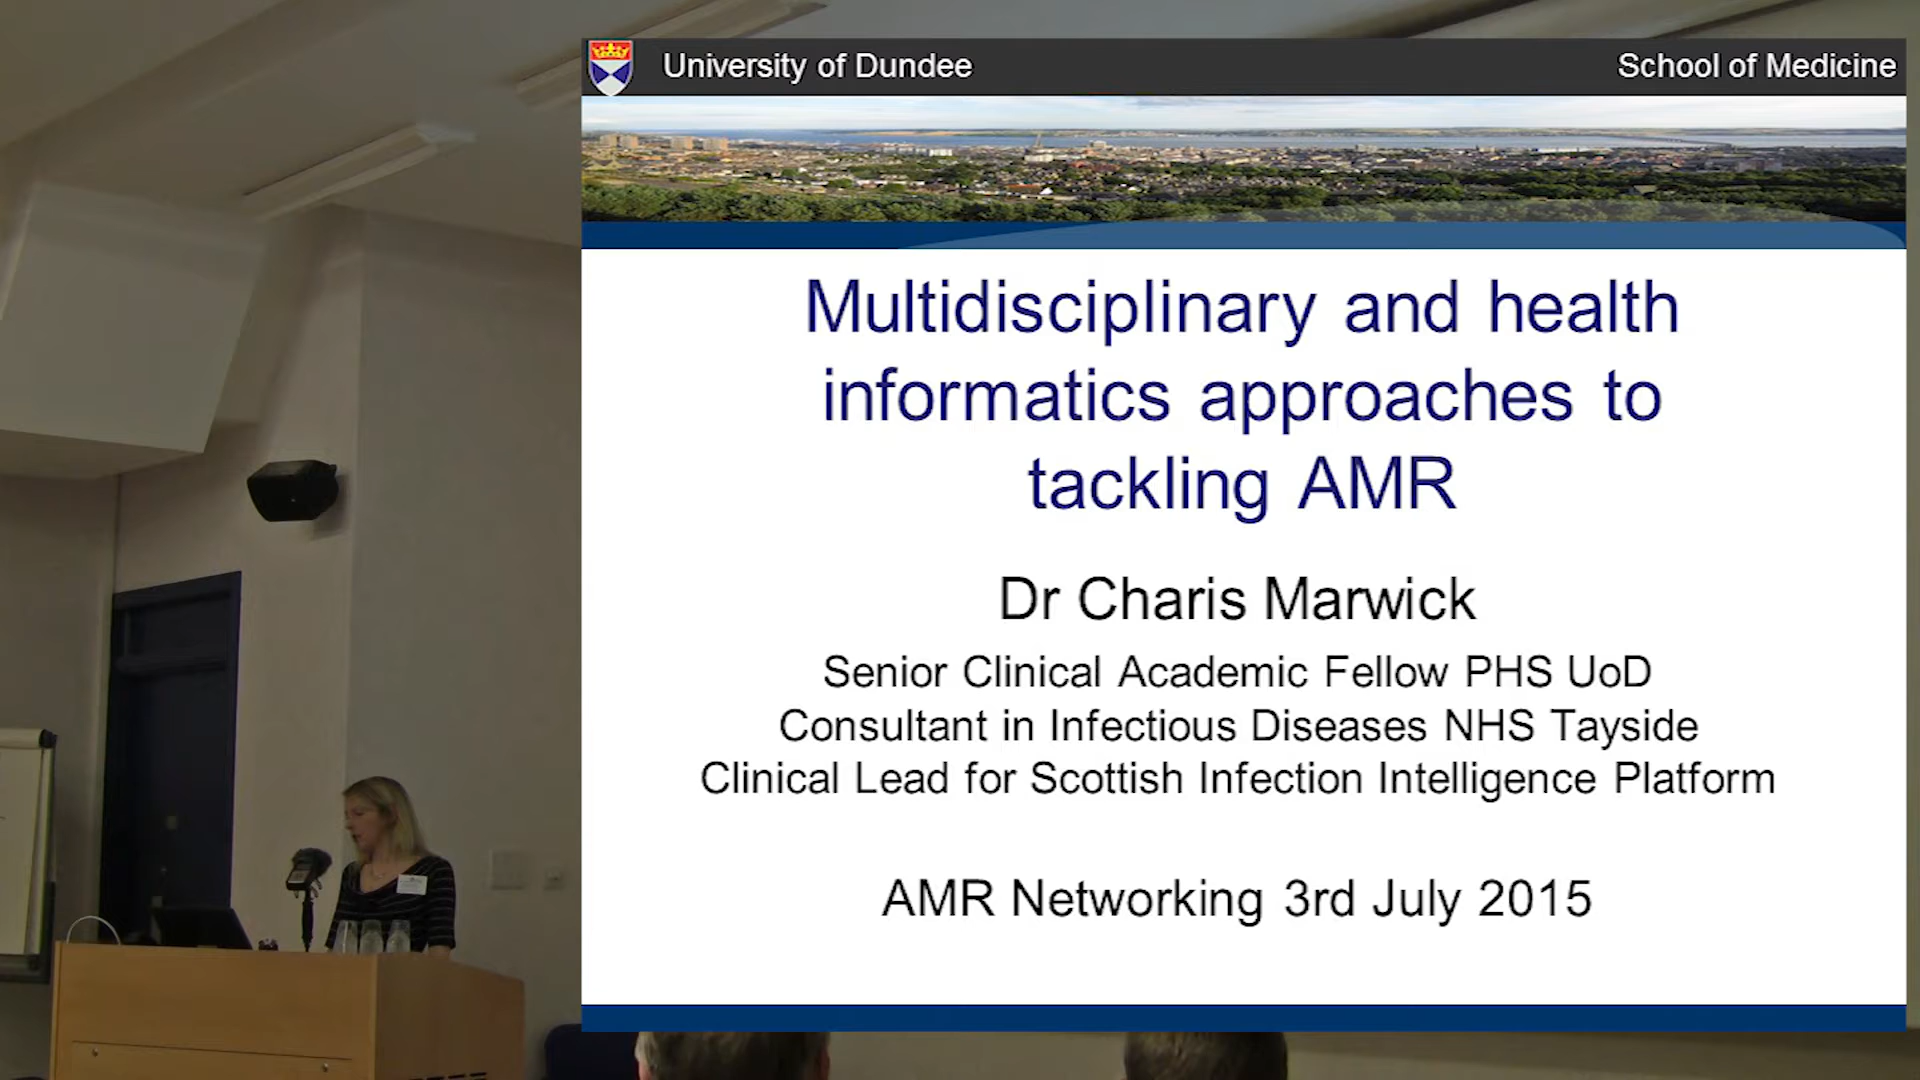 University of Dundee
School of Medicine
Multidisciplinary and health
informatics approaches to
tackling AMR
Dr Charis Marwick
Senior Clinical Academic Fellow PHS UoD
Consultant in Infectious Diseases NHS Tayside
Clinical Lead for Scottish Infection Intelligence Platform
AMR Networking 3rd July 2015